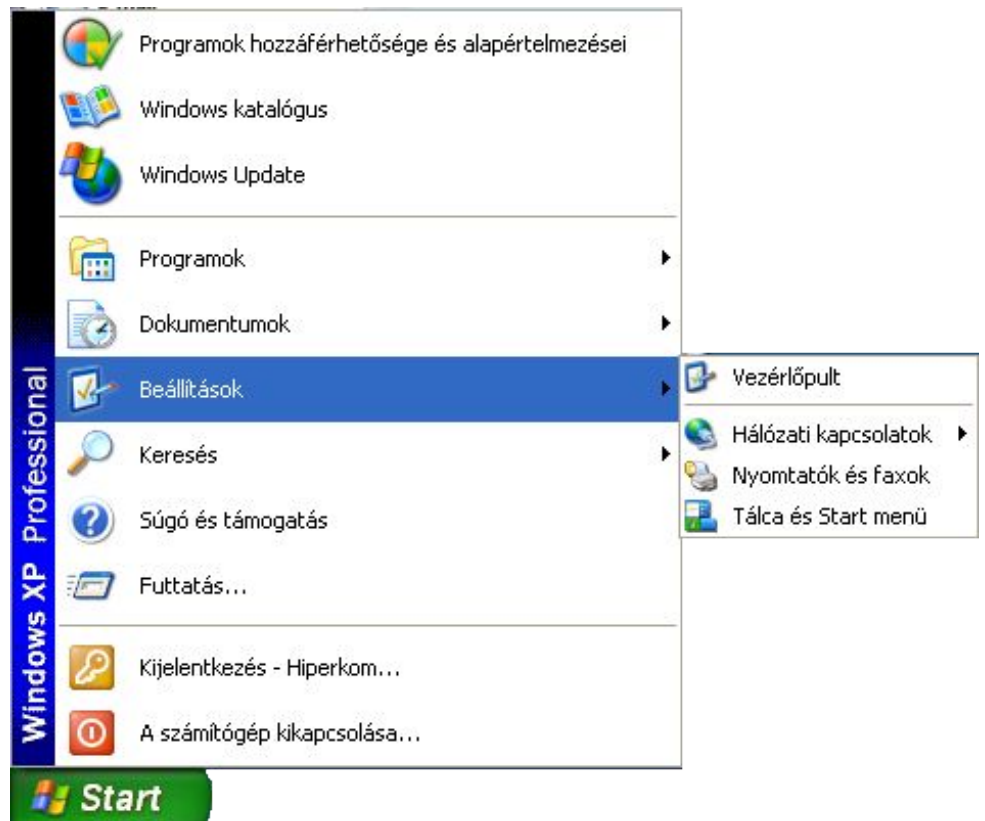 Programok hozzáférhetősége és alapértelmezései
Windows katalógus
Windows Update
Programok
Dokumentumok
Beállítások
Keresés
Súgó és támogatás
Futtatás...
Kijelentkezés - Hiperkom...
A számítógép kikapcsolása...
Windows XP Professional
Vezérlőpult
Hálózati kapcsolatok
Nyomtatók és faxok
Tálca és Start menü
Start